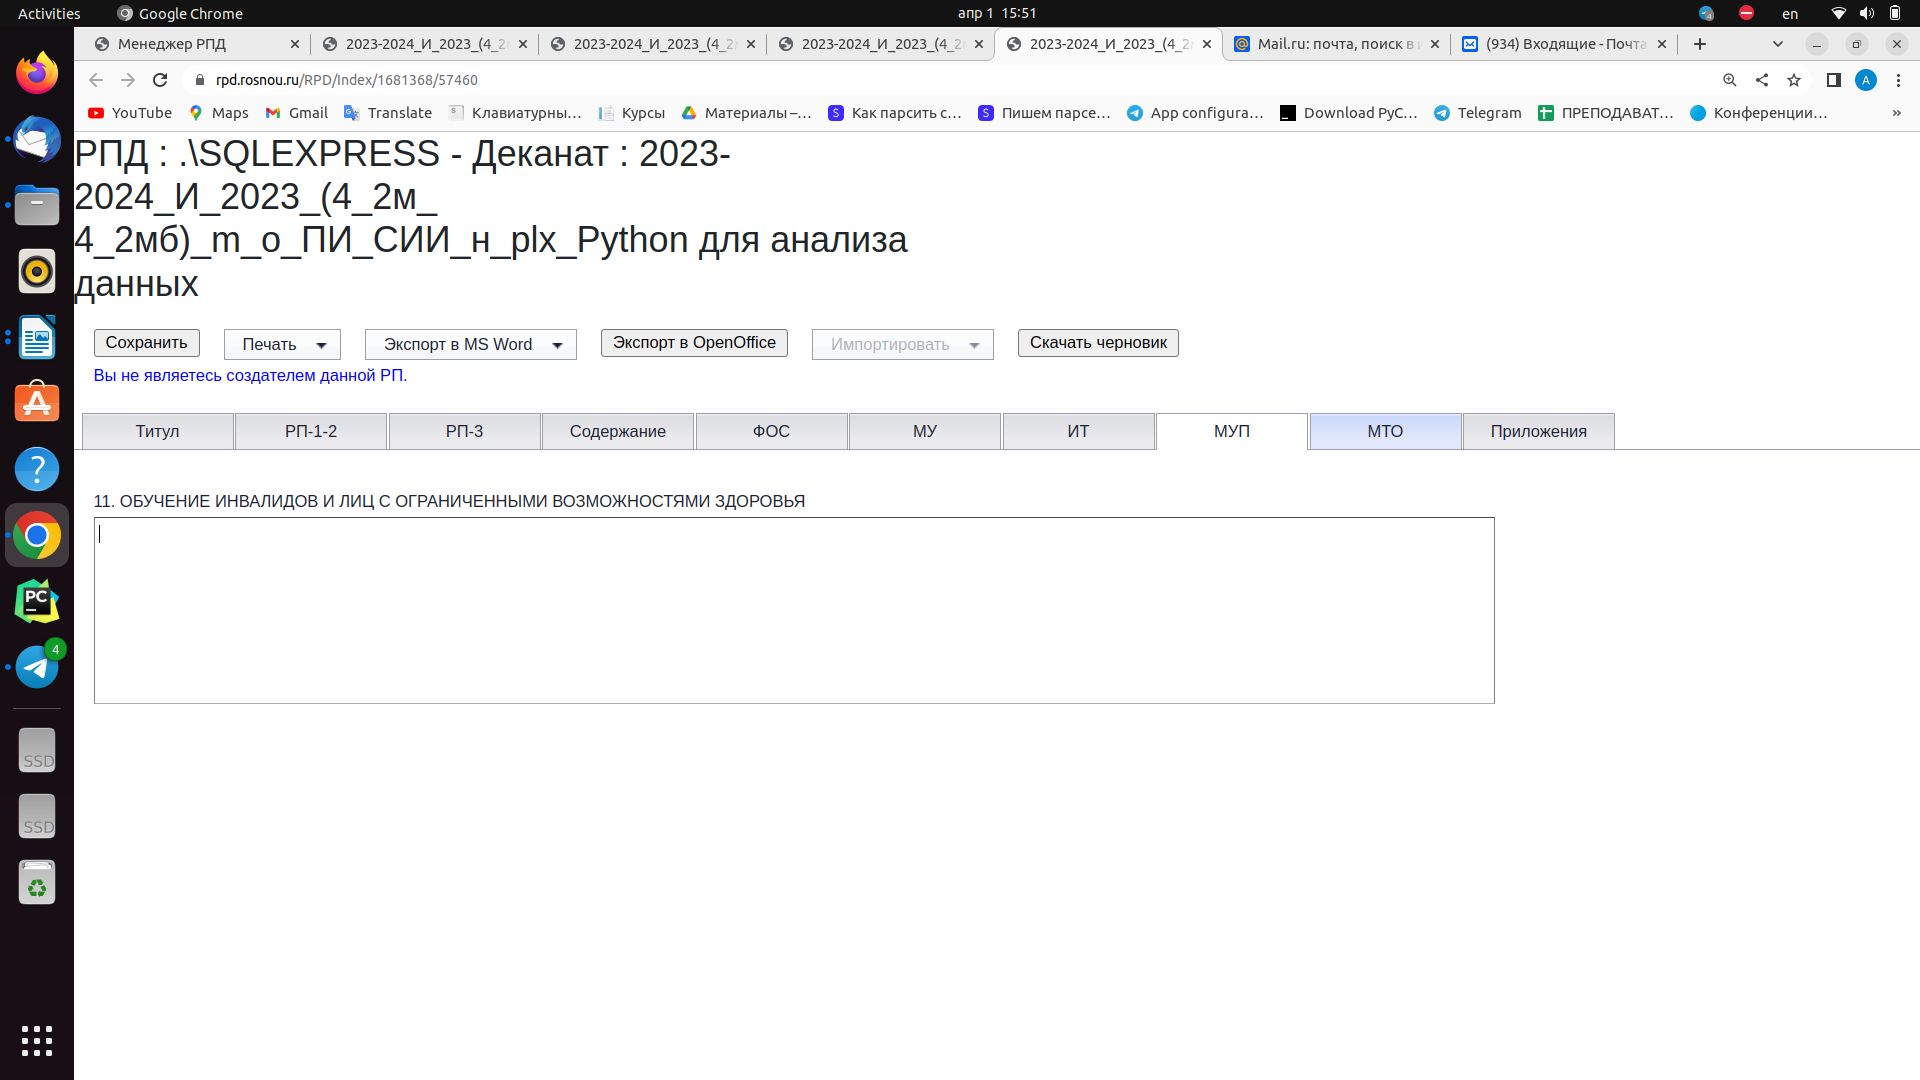 Activities
Google Chrome
апр 1 15:51
en
Менеджер РПД
2023-2024_И_2023_(4_2
2023-2024_И_2023_(4_2
2023-2024_И_2023_(4_2
2023-2024_И_2023_(4_2
Mail.ru: почта, поиск в
(934) Входящие - Почта
rpd.rosnou.ru/RPD/Index/1681368/57460
A
YouTube
Maps
Gmail
Translate
Клавиатурны...
Курсы
Материалы –...
Как парсить с...
Пишем парсе...
App configura...
Download PyC...
Telegram
ПРЕПОДАВАТ...
Конференции...
»
РПД : .\SQLEXPRESS - Деканат : 2023-
2024_И_2023_(4_2м_
4_2мб)_m_o_ПИ_СИИ_н_plx_Python для анализа
данных
Сохранить
Печать
Экспорт в MS Word
Экспорт в OpenOffice
Импортировать
Скачать черновик
Вы не являетесь создателем данной РП.
Титул
РП-1-2
РП-3
Содержание
ФОС
МУ
ИТ
МУП
МТО
Приложения
11. ОБУЧЕНИЕ ИНВАЛИДОВ И ЛИЦ С ОГРАНИЧЕННЫМИ ВОЗМОЖНОСТЯМИ ЗДОРОВЬЯ
PC
4
SSD
SSD